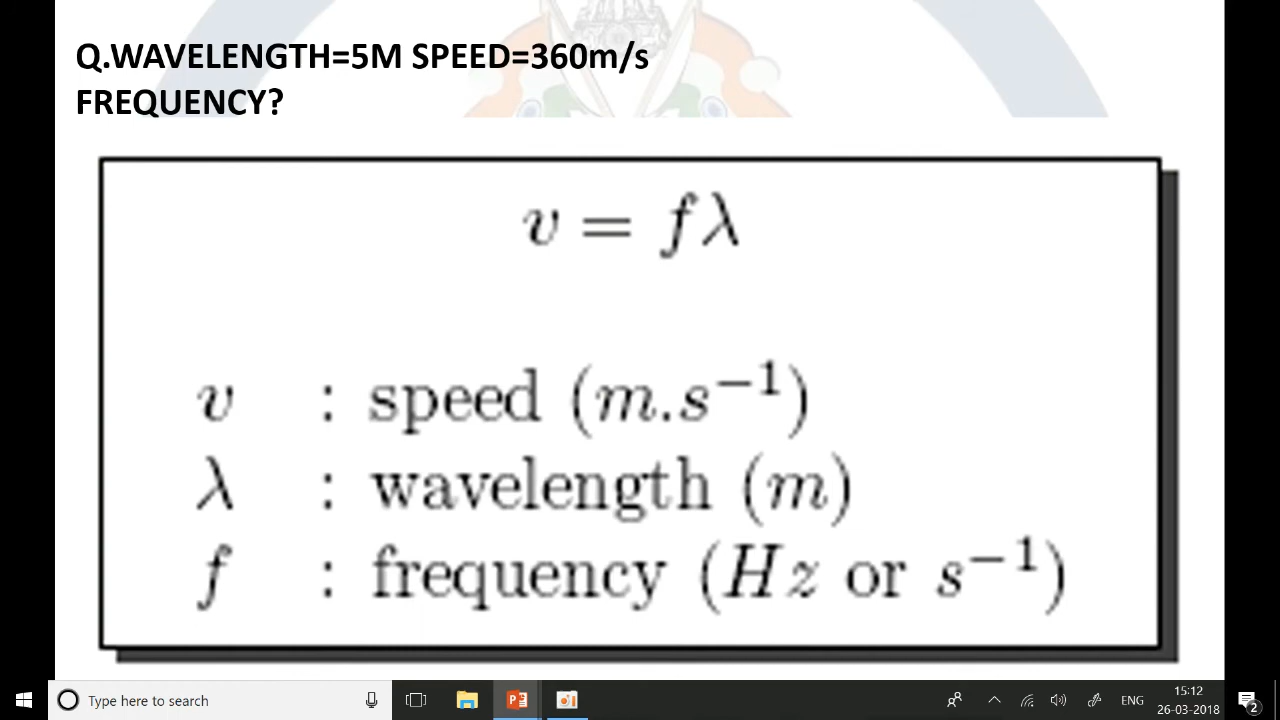 Q.WAVELENGTH=5M SPEED=360m/s
FREQUENCY?
v = fλ
v : speed (m.s⁻¹)
λ : wavelength (m)
f : frequency (Hz or s⁻¹)
Type here to search
ENG
15:12
26-03-2018
2